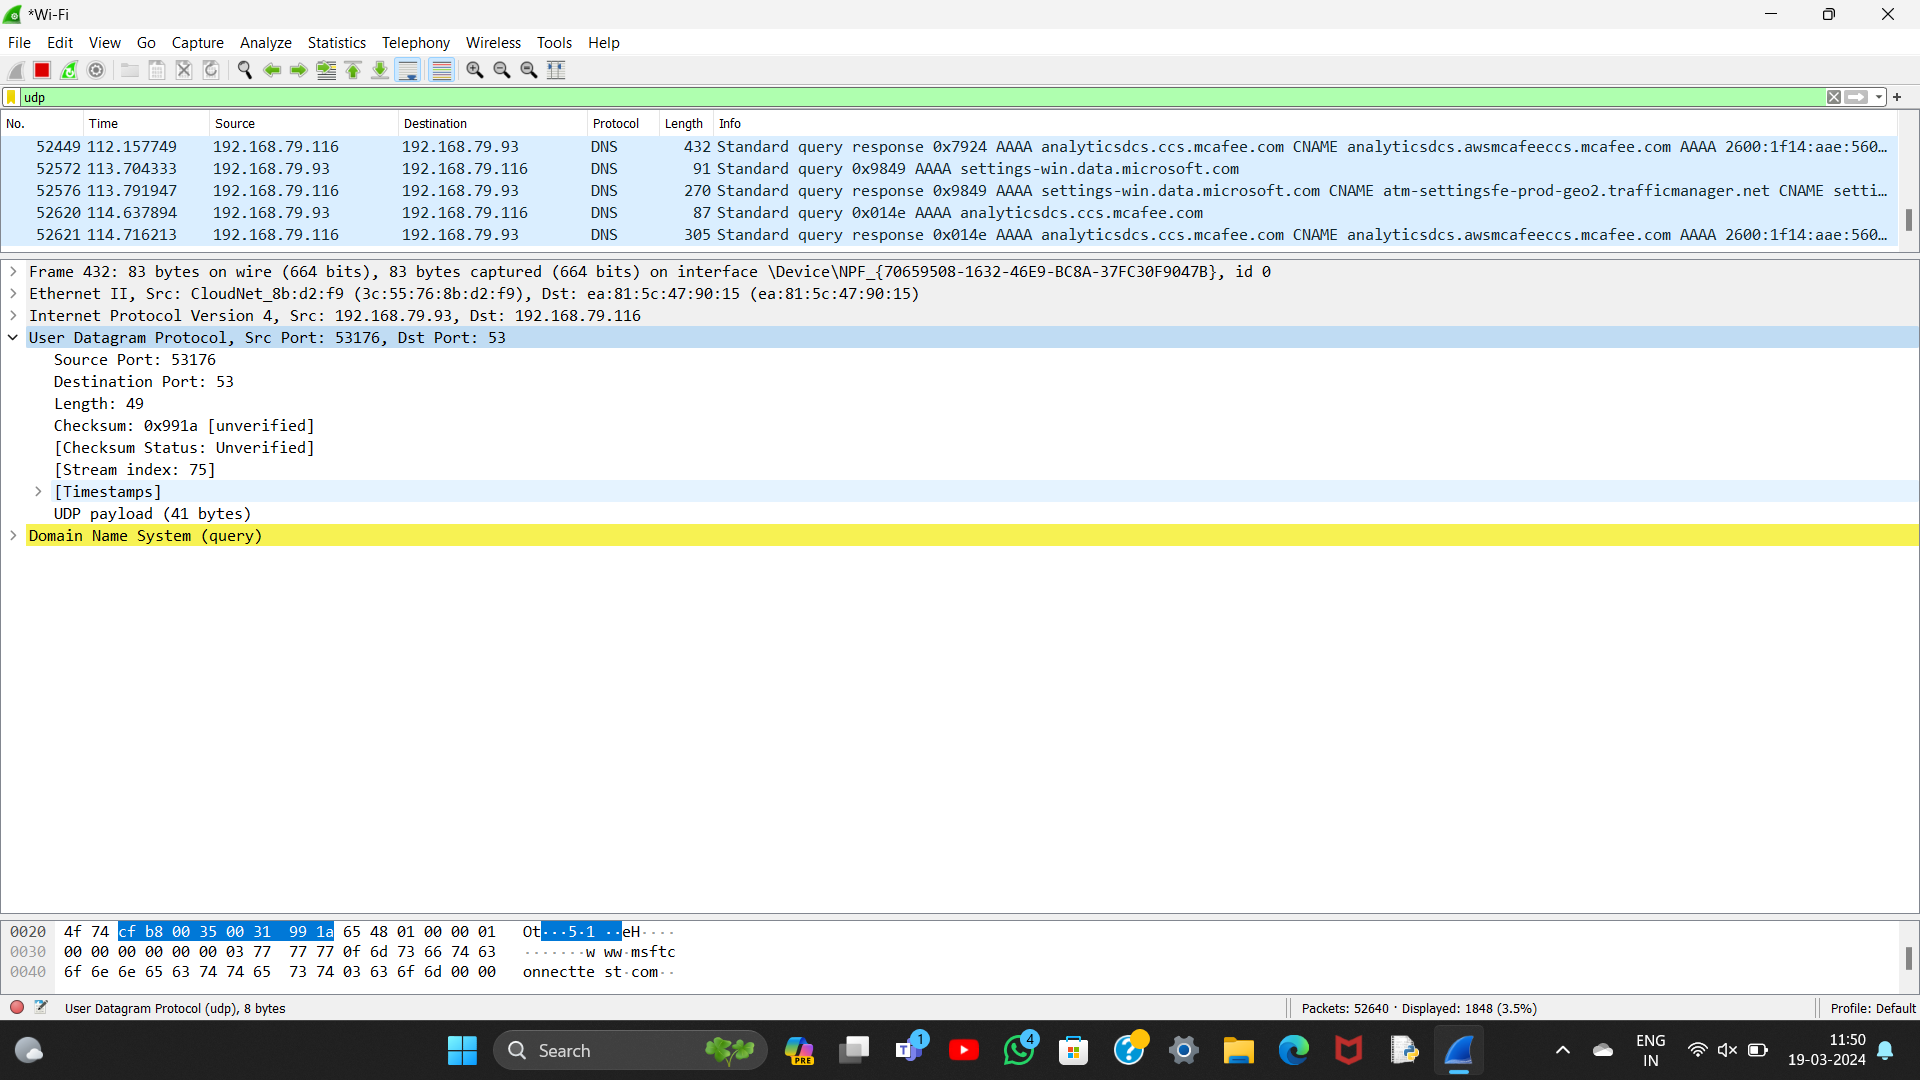 *Wi-Fi
File Edit View Go Capture Analyze Statistics Telephony Wireless Tools Help
udp
No. Time Source Destination Protocol Length Info
52449 112.157749 192.168.79.116 192.168.79.93 DNS 432 Standard query response 0x7924 AAAA analyticsdcs.ccs.mcafee.com CNAME analyticsdcs.awsmcafeeccs.mcafee.com AAAA 2600:1f14:aae:560…
52572 113.704333 192.168.79.93 192.168.79.116 DNS 91 Standard query 0x9849 AAAA settings-win.data.microsoft.com
52576 113.791947 192.168.79.116 192.168.79.93 DNS 270 Standard query response 0x9849 AAAA settings-win.data.microsoft.com CNAME atm-settingsfe-prod-geo2.trafficmanager.net CNAME setti…
52620 114.637894 192.168.79.93 192.168.79.116 DNS 87 Standard query 0x014e AAAA analyticsdcs.ccs.mcafee.com
52621 114.716213 192.168.79.116 192.168.79.93 DNS 305 Standard query response 0x014e AAAA analyticsdcs.ccs.mcafee.com CNAME analyticsdcs.awsmcafeeccs.mcafee.com AAAA 2600:1f14:aae:560…
Frame 432: 83 bytes on wire (664 bits), 83 bytes captured (664 bits) on interface \Device\NPF_{70659508-1632-46E9-BC8A-37FC30F9047B}, id 0
Ethernet II, Src: CloudNet_8b:d2:f9 (3c:55:76:8b:d2:f9), Dst: ea:81:5c:47:90:15 (ea:81:5c:47:90:15)
Internet Protocol Version 4, Src: 192.168.79.93, Dst: 192.168.79.116
User Datagram Protocol, Src Port: 53176, Dst Port: 53
Source Port: 53176
Destination Port: 53
Length: 49
Checksum: 0x991a [unverified]
[Checksum Status: Unverified]
[Stream index: 75]
[Timestamps]
UDP payload (41 bytes)
Domain Name System (query)
0020 4f 74 cf b8 00 35 00 31 99 1a 65 48 01 00 00 01 Ot···5·1 ··eH····
0030 00 00 00 00 00 00 03 77 77 77 0f 6d 73 66 74 63 ·······w ww·msftc
0040 6f 6e 6e 65 63 74 74 65 73 74 03 63 6f 6d 00 00 onnectte st·com··
User Datagram Protocol (udp), 8 bytes
Packets: 52640 · Displayed: 1848 (3.5%)
Profile: Default
Search
PRE
1
4
ENG
IN
11:50
19-03-2024